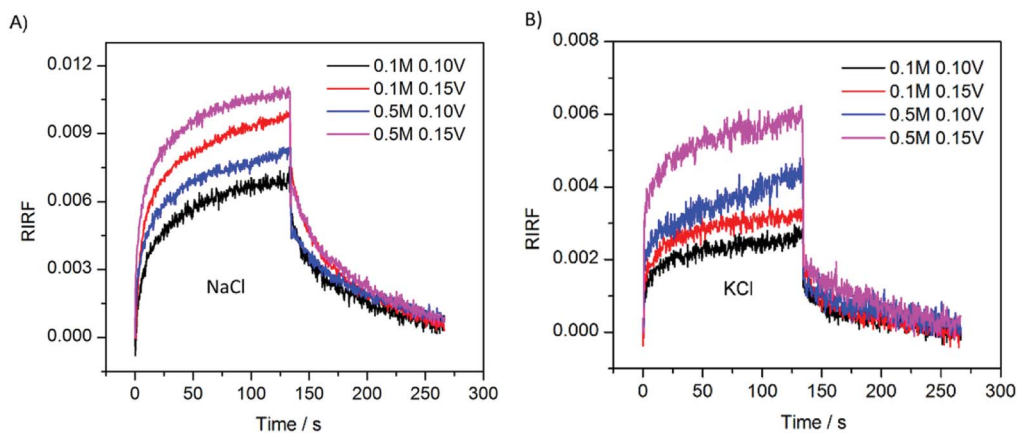 A)
0.012
0.009
0.006
0.003
0.000
RIRF
0.1M 0.10V
0.1M 0.15V
0.5M 0.10V
0.5M 0.15V
NaCl
0 50 100 150 200 250 300
Time / s
B)
0.008
0.006
0.004
0.002
0.000
RIRF
0.1M 0.10V
0.1M 0.15V
0.5M 0.10V
0.5M 0.15V
KCl
0 50 100 150 200 250 300
Time / s